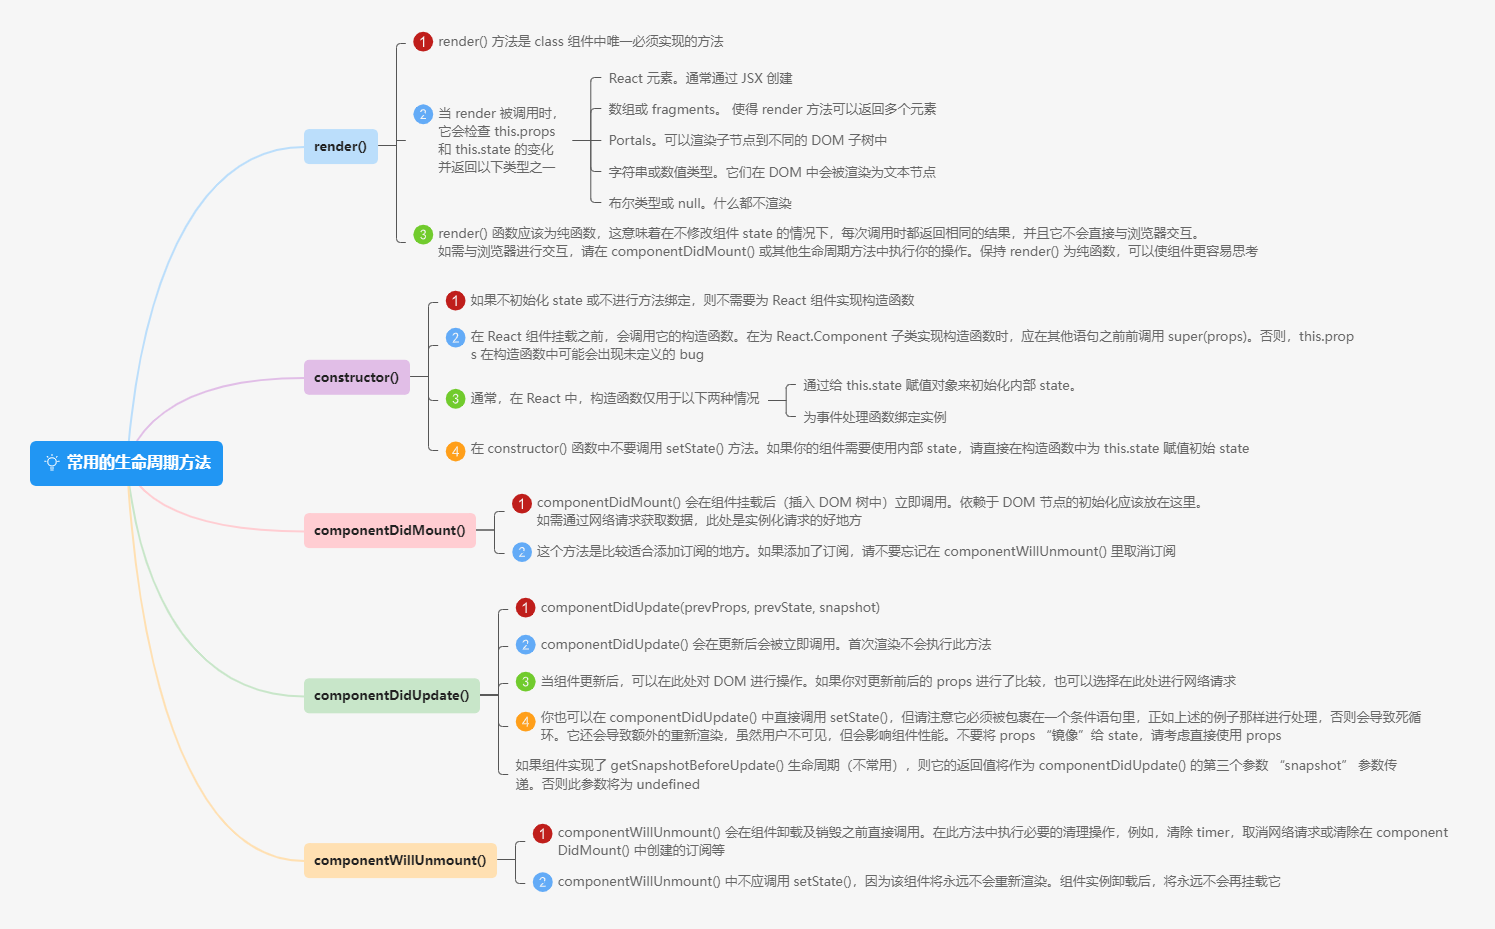 常用的生命周期方法
render()
1 render() 方法是 class 组件中唯一必须实现的方法
2 当 render 被调用时，
它会检查 this.props
和 this.state 的变化
并返回以下类型之一
React 元素。通常通过 JSX 创建
数组或 fragments。 使得 render 方法可以返回多个元素
Portals。可以渲染子节点到不同的 DOM 子树中
字符串或数值类型。它们在 DOM 中会被渲染为文本节点
布尔类型或 null。什么都不渲染
3 render() 函数应该为纯函数，这意味着在不修改组件 state 的情况下，每次调用时都返回相同的结果，并且它不会直接与浏览器交互。
如需与浏览器进行交互，请在 componentDidMount() 或其他生命周期方法中执行你的操作。保持 render() 为纯函数，可以使组件更容易思考
constructor()
1 如果不初始化 state 或不进行方法绑定，则不需要为 React 组件实现构造函数
2 在 React 组件挂载之前，会调用它的构造函数。在为 React.Component 子类实现构造函数时，应在其他语句之前前调用 super(props)。否则，this.prop
s 在构造函数中可能会出现未定义的 bug
3 通常，在 React 中，构造函数仅用于以下两种情况
通过给 this.state 赋值对象来初始化内部 state。
为事件处理函数绑定实例
4 在 constructor() 函数中不要调用 setState() 方法。如果你的组件需要使用内部 state，请直接在构造函数中为 this.state 赋值初始 state
componentDidMount()
1 componentDidMount() 会在组件挂载后（插入 DOM 树中）立即调用。依赖于 DOM 节点的初始化应该放在这里。
如需通过网络请求获取数据，此处是实例化请求的好地方
2 这个方法是比较适合添加订阅的地方。如果添加了订阅，请不要忘记在 componentWillUnmount() 里取消订阅
componentDidUpdate()
1 componentDidUpdate(prevProps, prevState, snapshot)
2 componentDidUpdate() 会在更新后会被立即调用。首次渲染不会执行此方法
3 当组件更新后，可以在此处对 DOM 进行操作。如果你对更新前后的 props 进行了比较，也可以选择在此处进行网络请求
4 你也可以在 componentDidUpdate() 中直接调用 setState()，但请注意它必须被包裹在一个条件语句里，正如上述的例子那样进行处理，否则会导致死循
环。它还会导致额外的重新渲染，虽然用户不可见，但会影响组件性能。不要将 props “镜像”给 state，请考虑直接使用 props
如果组件实现了 getSnapshotBeforeUpdate() 生命周期（不常用），则它的返回值将作为 componentDidUpdate() 的第三个参数 “snapshot” 参数传
递。否则此参数将为 undefined
componentWillUnmount()
1 componentWillUnmount() 会在组件卸载及销毁之前直接调用。在此方法中执行必要的清理操作，例如，清除 timer，取消网络请求或清除在 component
DidMount() 中创建的订阅等
2 componentWillUnmount() 中不应调用 setState()，因为该组件将永远不会重新渲染。组件实例卸载后，将永远不会再挂载它